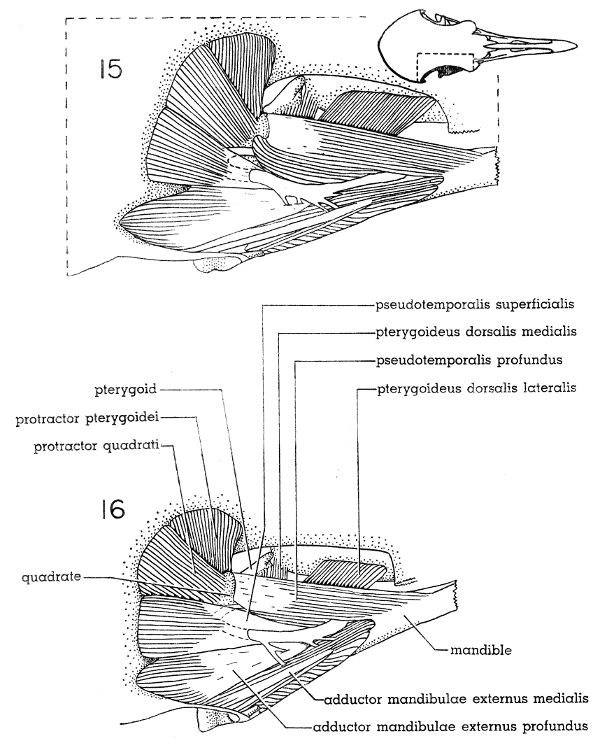 15
pseudotemporalis superficialis
pterygoideus dorsalis medialis
pseudotemporalis profundus
pterygoideus dorsalis lateralis
pterygoid
protractor pterygoidei
protractor quadrati
16
quadrate
mandible
adductor mandibulae externus medialis
adductor mandibulae externus profundus